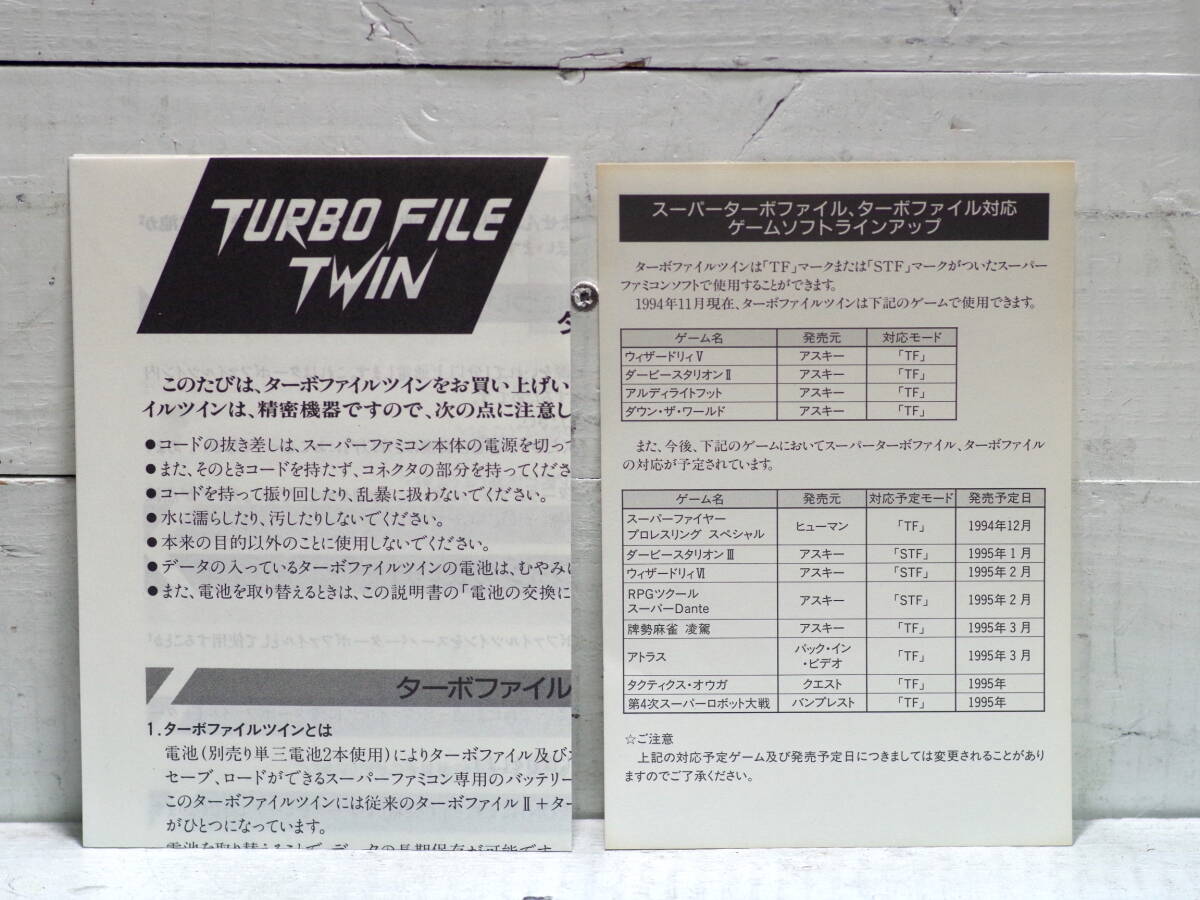 TURBO FILE
TWIN
このたびは、ターボファイルツインをお買い上げい
イルツインは、精密機器ですので、次の点に注意し
●コードの抜き差しは、スーパーファミコン本体の電源を切っ
●また、そのときコードを持たず、コネクタの部分を持ってくださ
●コードを持って振り回したり、乱暴に扱わないでください。
●水に濡らしたり、汚したりしないでください。
●本来の目的以外のことに使用しないでください。
●データの入っているターボファイルツインの電池は、むやみに
●また、電池を取り替えるときは、この説明書の「電池の交換に
ターボファイル
1.ターボファイルツインとは
電池(別売り単三電池2本使用)によりターボファイル及び
セーブ、ロードができるスーパーファミコン専用のバッテリー
このターボファイルツインには従来のターボファイルⅡ+ター
がひとつになっています。
電池を取り替えることで、データの長期保存が可能です
スーパーターボファイル、ターボファイル対応
ゲームソフトラインアップ
ターボファイルツインは「TF」マークまたは「STF」マークがついたスーパー
ファミコンソフトで使用することができます。
1994年11月現在、ターボファイルツインは下記のゲームで使用できます。
ゲーム名 発売元 対応モード
ウィザードリィⅤ アスキー 「TF」
ダービースタリオンⅡ アスキー 「TF」
アルディライトフット アスキー 「TF」
ダウン・ザ・ワールド アスキー 「TF」
また、今後、下記のゲームにおいてスーパーターボファイル、ターボファイル
の対応が予定されています。
ゲーム名 発売元 対応予定モード 発売予定日
スーパーファイヤー
プロレスリング スペシャル ヒューマン 「TF」 1994年12月
ダービースタリオンⅢ アスキー 「STF」 1995年1月
ウィザードリィⅥ アスキー 「STF」 1995年2月
RPGツクール
スーパーDante アスキー 「STF」 1995年2月
牌勢麻雀 凌駕 アスキー 「TF」 1995年3月
アトラス パック・イン
・ビデオ 「TF」 1995年3月
タクティクス・オウガ クエスト 「TF」 1995年
第4次スーパーロボット大戦 バンプレスト 「TF」 1995年
☆ご注意
上記の対応予定ゲーム及び発売予定日につきましては変更されることがあり
ますのでご了承ください。